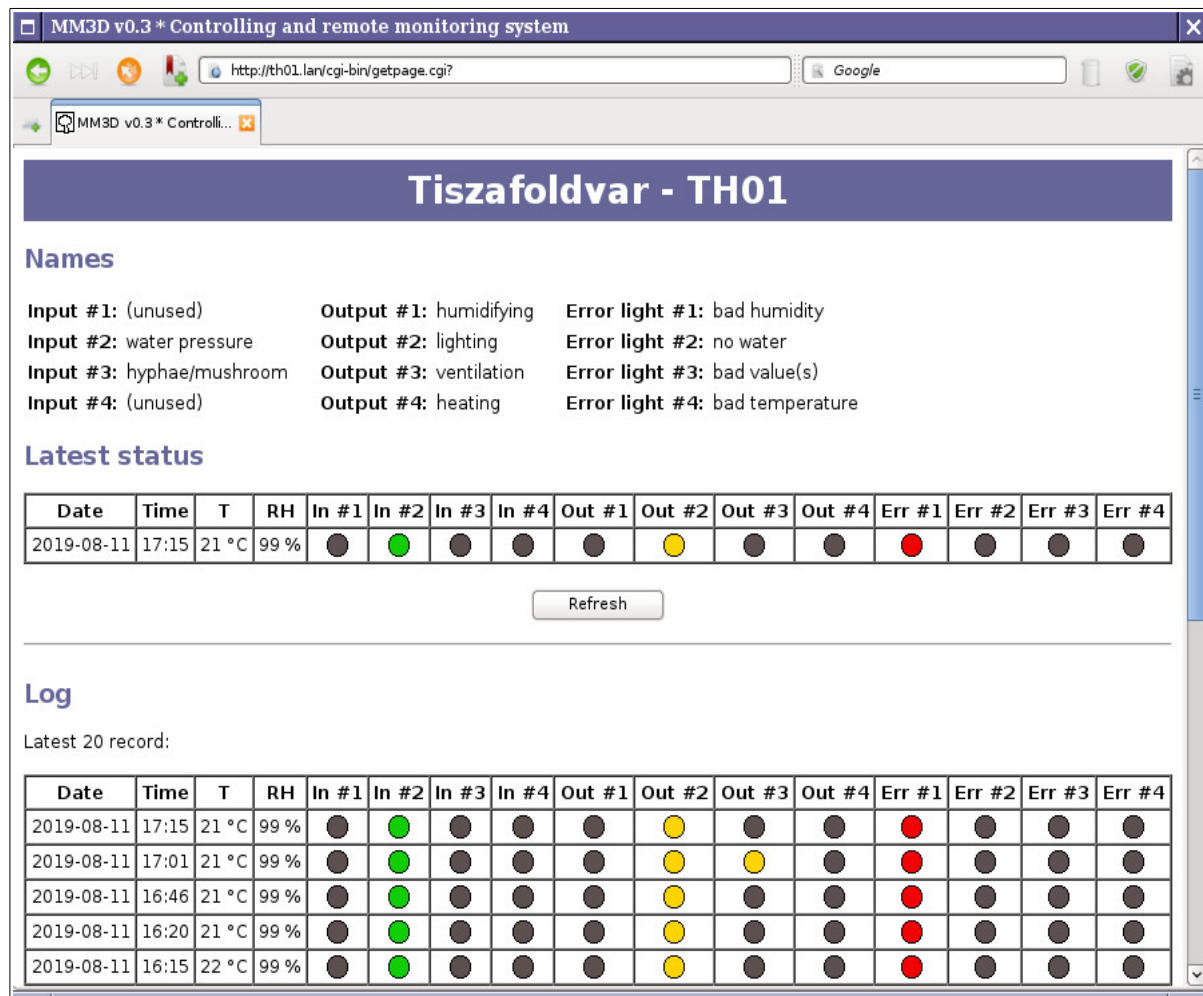 MM3D v0.3 * Controlling and remote monitoring system
http://th01.lan/cgi-bin/getpage.cgi?
Google
MM3D v0.3 * Controlli...
Tiszafoldvar - TH01
Names
Input #1: (unused) Output #1: humidifying Error light #1: bad humidity
Input #2: water pressure Output #2: lighting Error light #2: no water
Input #3: hyphae/mushroom Output #3: ventilation Error light #3: bad value(s)
Input #4: (unused) Output #4: heating Error light #4: bad temperature
Latest status
Date Time T RH In #1 In #2 In #3 In #4 Out #1 Out #2 Out #3 Out #4 Err #1 Err #2 Err #3 Err #4
2019-08-11 17:15 21 °C 99 %
Refresh
Log
Latest 20 record:
Date Time T RH In #1 In #2 In #3 In #4 Out #1 Out #2 Out #3 Out #4 Err #1 Err #2 Err #3 Err #4
2019-08-11 17:15 21 °C 99 %
2019-08-11 17:01 21 °C 99 %
2019-08-11 16:46 21 °C 99 %
2019-08-11 16:20 21 °C 99 %
2019-08-11 16:15 22 °C 99 %